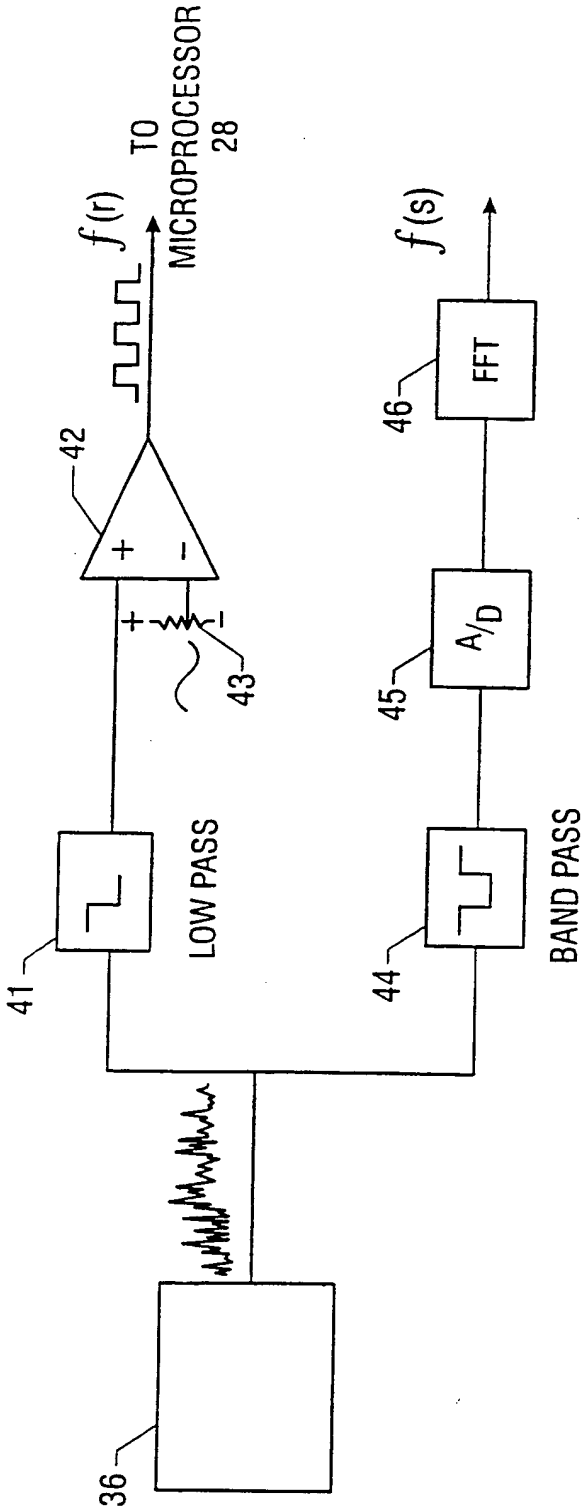 36
41
LOW PASS
42
+
−
+
−
43
f(r)
TO
MICROPROCESSOR
28
44
BAND PASS
45
A/D
46
FFT
f(s)